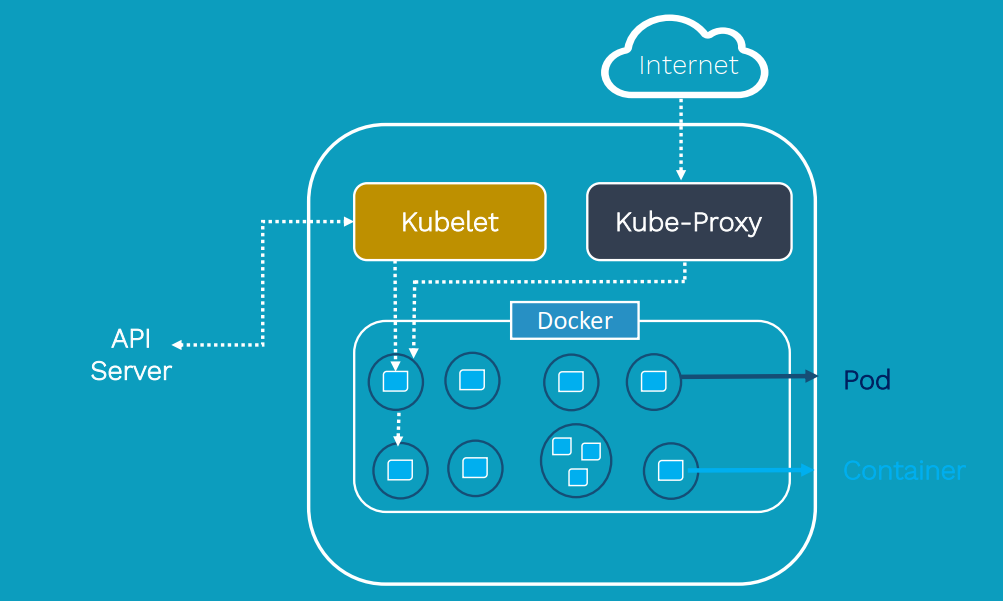 Internet
Kubelet
Kube-Proxy
Docker
API
Server
Pod
Container